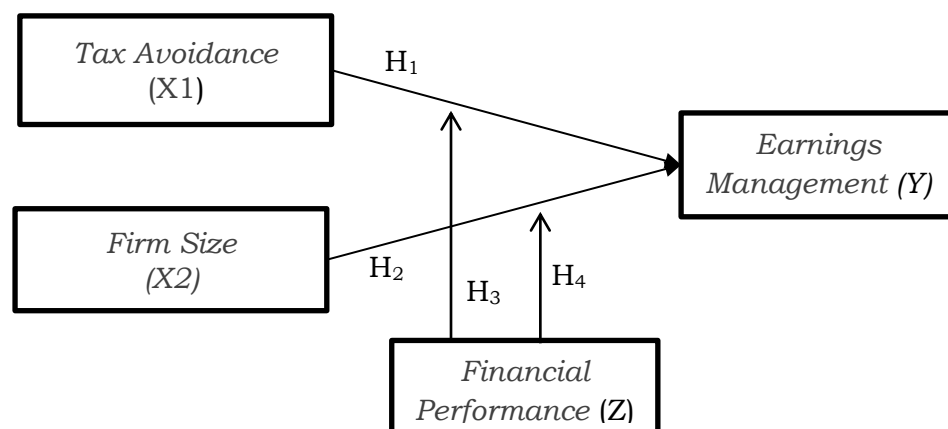 Tax Avoidance
(X1)
H₁
Earnings
Management (Y)
Firm Size
(X2)
H₂
H₃
H₄
Financial
Performance (Z)